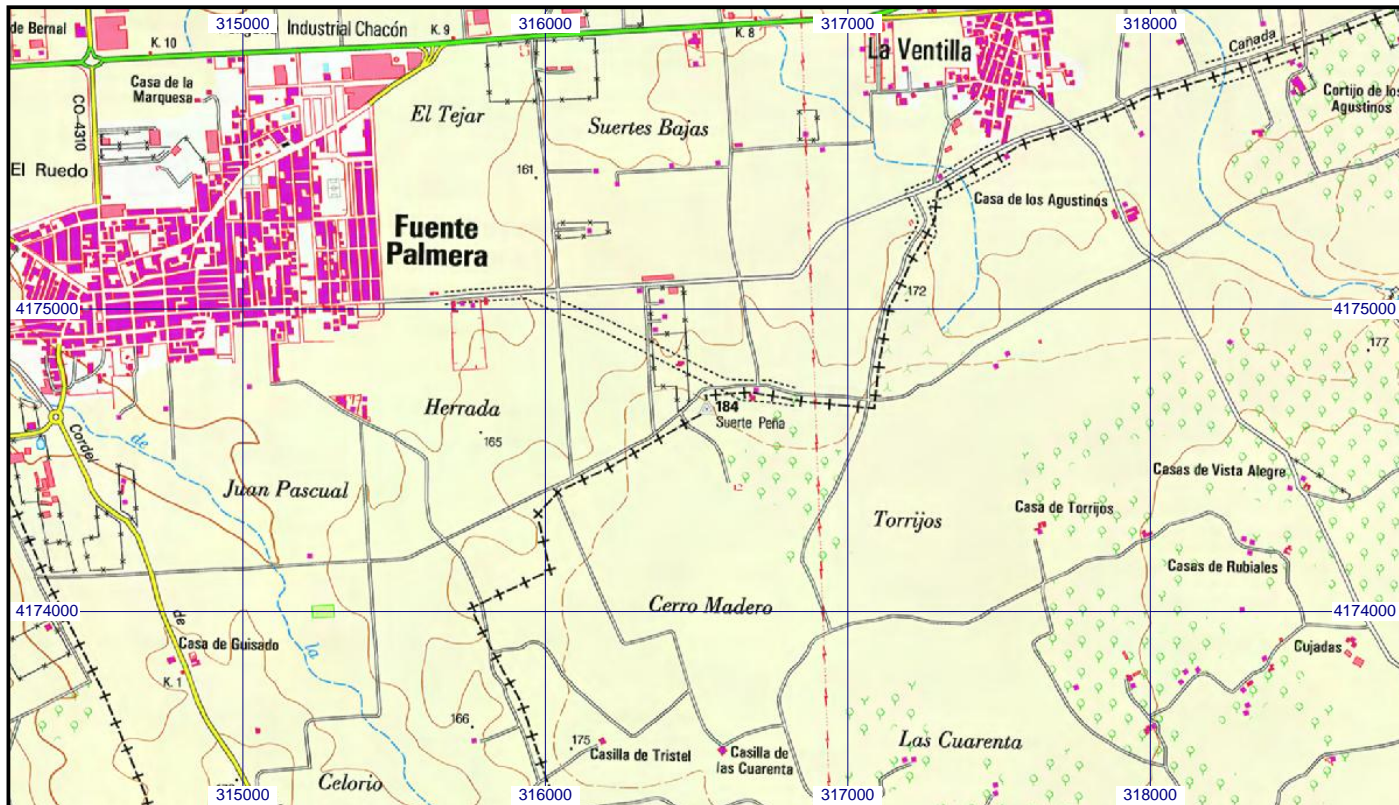 315000
316000
317000
318000
de Bernal
Industrial Chacón
K. 10
K. 9
K. 8
La Ventilla
Cañada
Casa de la
Marquesa
Cortijo de los
Agustinos
CO-4310
El Tejar
Suertes Bajas
El Ruedo
161
Casa de los Agustinos
Fuente
Palmera
172
4175000
4175000
177
184
Suerte Peña
Herrada
165
Cordel
de
Casas de Vista Alegre
Juan Pascual
Casa de Torrijos
Torrijos
Casas de Rubiales
4174000
Cerro Madero
4174000
de
la
Casa de Guisado
Cujadas
K. 1
166
175
Casilla de Tristel
Casilla de
las Cuarenta
Las Cuarenta
Celorio
315000
316000
317000
318000